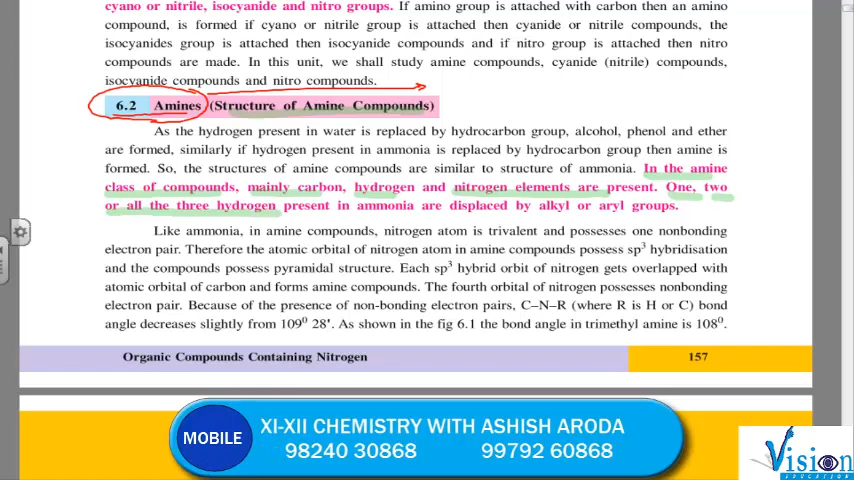 cyano or nitrile, isocyanide and nitro groups. If amino group is attached with carbon then an amino
compound, is formed if cyano or nitrile group is attached then cyanide or nitrile compounds, the
isocyanides group is attached then isocyanide compounds and if nitro group is attached then nitro
compounds are made. In this unit, we shall study amine compounds, cyanide (nitrile) compounds,
isocyanide compounds and nitro compounds.
6.2 Amines (Structure of Amine Compounds)
As the hydrogen present in water is replaced by hydrocarbon group, alcohol, phenol and ether
are formed, similarly if hydrogen present in ammonia is replaced by hydrocarbon group then amine is
formed. So, the structures of amine compounds are similar to structure of ammonia. In the amine
class of compounds, mainly carbon, hydrogen and nitrogen elements are present. One, two
or all the three hydrogen present in ammonia are displaced by alkyl or aryl groups.
Like ammonia, in amine compounds, nitrogen atom is trivalent and possesses one nonbonding
electron pair. Therefore the atomic orbital of nitrogen atom in amine compounds possess sp³ hybridisation
and the compounds possess pyramidal structure. Each sp³ hybrid orbit of nitrogen gets overlapped with
atomic orbital of carbon and forms amine compounds. The fourth orbital of nitrogen possesses nonbonding
electron pair. Because of the presence of non-bonding electron pairs, C–N–R (where R is H or C) bond
angle decreases slightly from 109⁰ 28'. As shown in the fig 6.1 the bond angle in trimethyl amine is 108⁰.
Organic Compounds Containing Nitrogen 157
MOBILE
XI-XII CHEMISTRY WITH ASHISH ARODA
98240 30868 99792 60868
Vision
EDUCATION